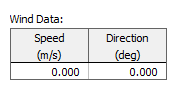 Wind Data:
Speed Direction
(m/s) (deg)
0.000 0.000